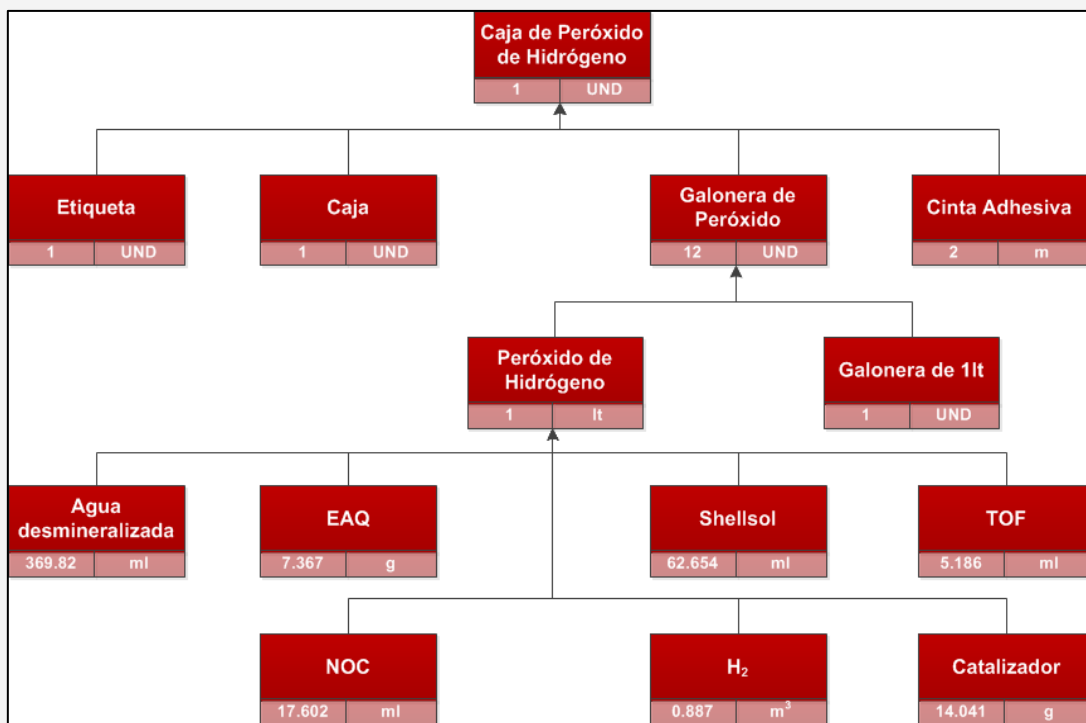 Caja de Peróxido
de Hidrógeno
1 UND
Etiqueta
1 UND
Caja
1 UND
Galonera de
Peróxido
12 UND
Cinta Adhesiva
2 m
Peróxido de
Hidrógeno
1 lt
Galonera de 1lt
1 UND
Agua
desmineralizada
369.82 ml
EAQ
7.367 g
Shellsol
62.654 ml
TOF
5.186 ml
NOC
17.602 ml
H₂
0.887 m³
Catalizador
14.041 g